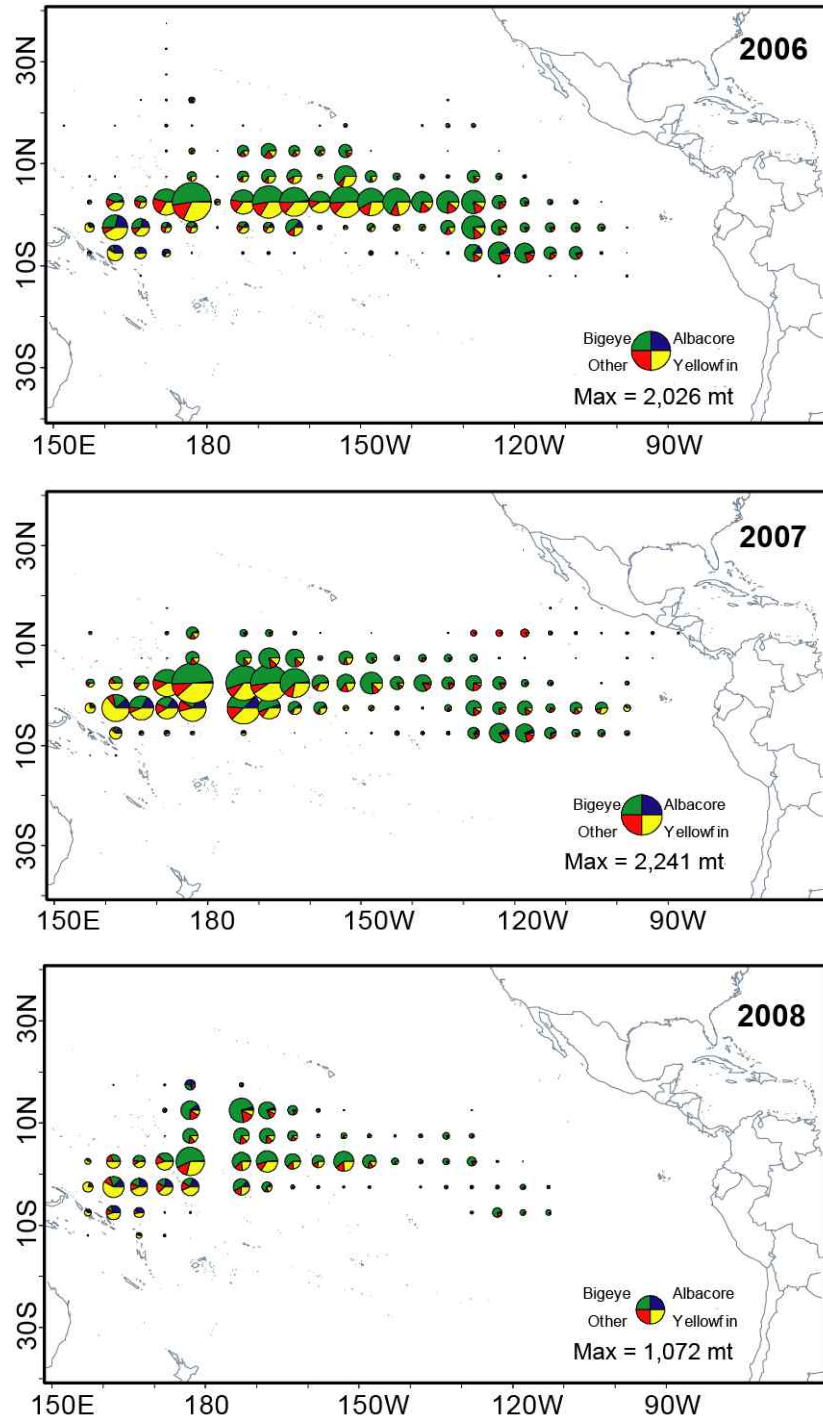 2006
30N
10N
10S
30S
Bigeye Albacore
Other Yellowfin
Max = 2,026 mt
150E 180 150W 120W 90W
2007
30N
10N
10S
30S
Bigeye Albacore
Other Yellowfin
Max = 2,241 mt
150E 180 150W 120W 90W
2008
30N
10N
10S
30S
Bigeye Albacore
Other Yellowfin
Max = 1,072 mt
150E 180 150W 120W 90W